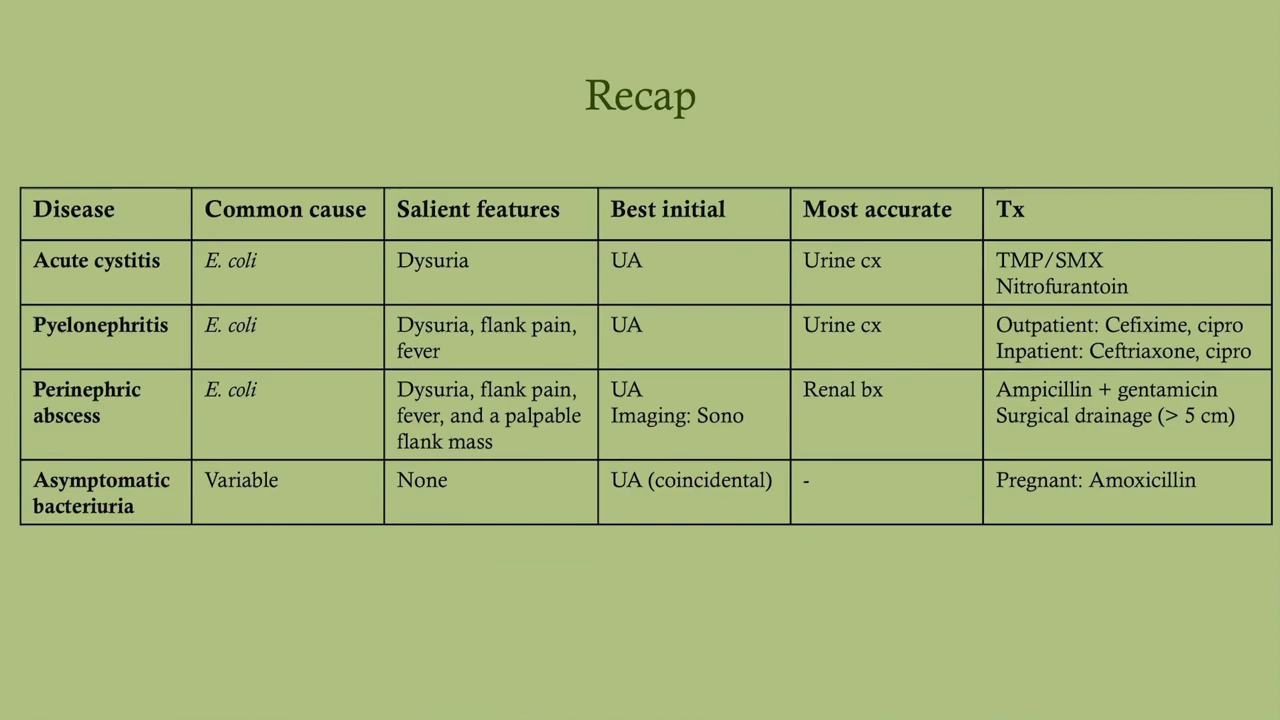 Recap
Disease Common cause Salient features Best initial Most accurate Tx
Acute cystitis E. coli Dysuria UA Urine cx TMP/SMX
Nitrofurantoin
Pyelonephritis E. coli Dysuria, flank pain, UA Urine cx Outpatient: Cefixime, cipro
fever Inpatient: Ceftriaxone, cipro
Perinephric E. coli Dysuria, flank pain, UA Renal bx Ampicillin + gentamicin
abscess fever, and a palpable Imaging: Sono Surgical drainage (> 5 cm)
flank mass
Asymptomatic Variable None UA (coincidental) - Pregnant: Amoxicillin
bacteriuria